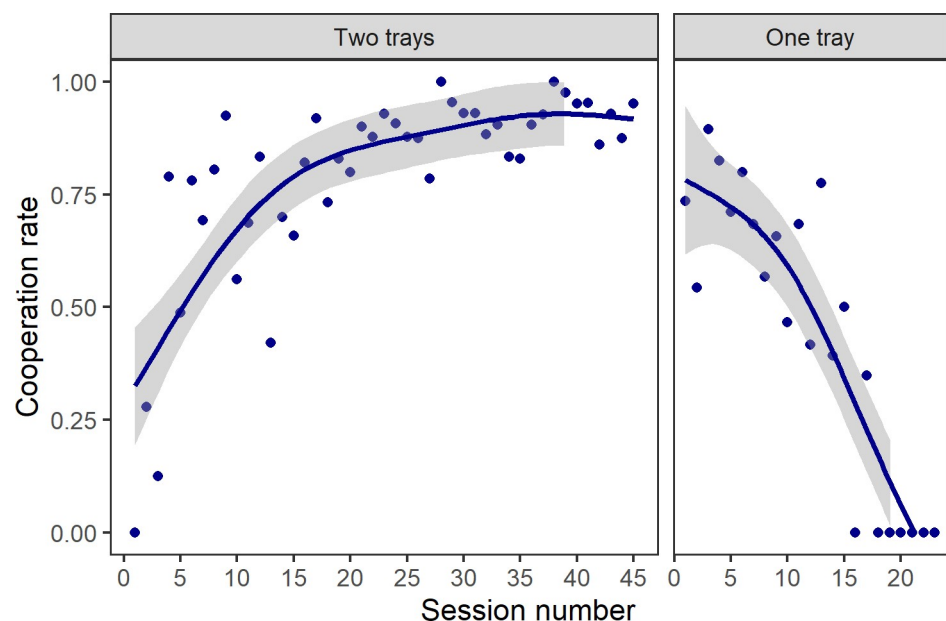 Two trays
One tray
Cooperation rate
1.00
0.75
0.50
0.25
0.00
0 5 10 15 20 25 30 35 40 45
0 5 10 15 20
Session number